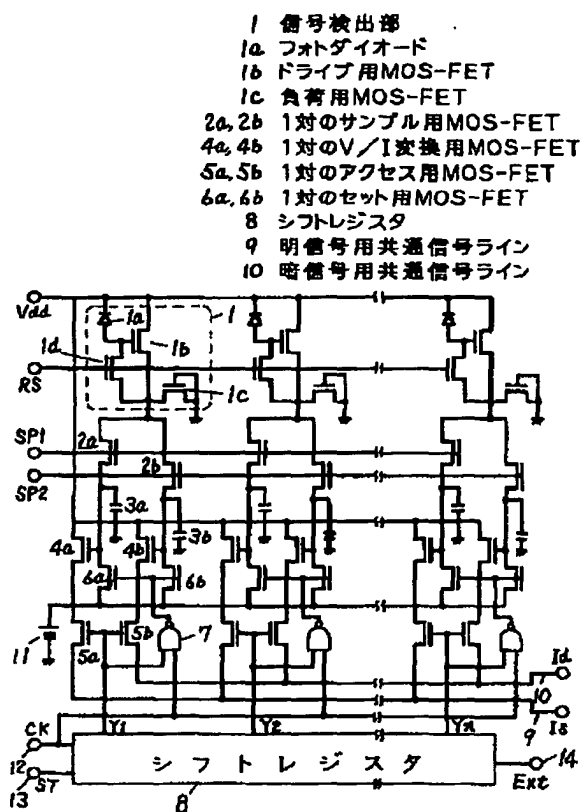 1 信号検出部
1a フォトダイオード
1b ドライブ用MOS-FET
1c 負荷用MOS-FET
2a,2b 1対のサンプル用MOS-FET
4a,4b 1対のV/I変換用MOS-FET
5a,5b 1対のアクセス用MOS-FET
6a,6b 1対のセット用MOS-FET
8 シフトレジスタ
9 明信号用共通信号ライン
10 暗信号用共通信号ライン
Vdd
1a
1
1d
1b
RS
1c
SP1
2a
SP2
2b
3a
3b
4a
4b
6a
6b
11
5a
5b
7
Id
10
Is
9
CK
Y1
Y2
Yn
12
シフトレジスタ
14
13
ST
Ext
8